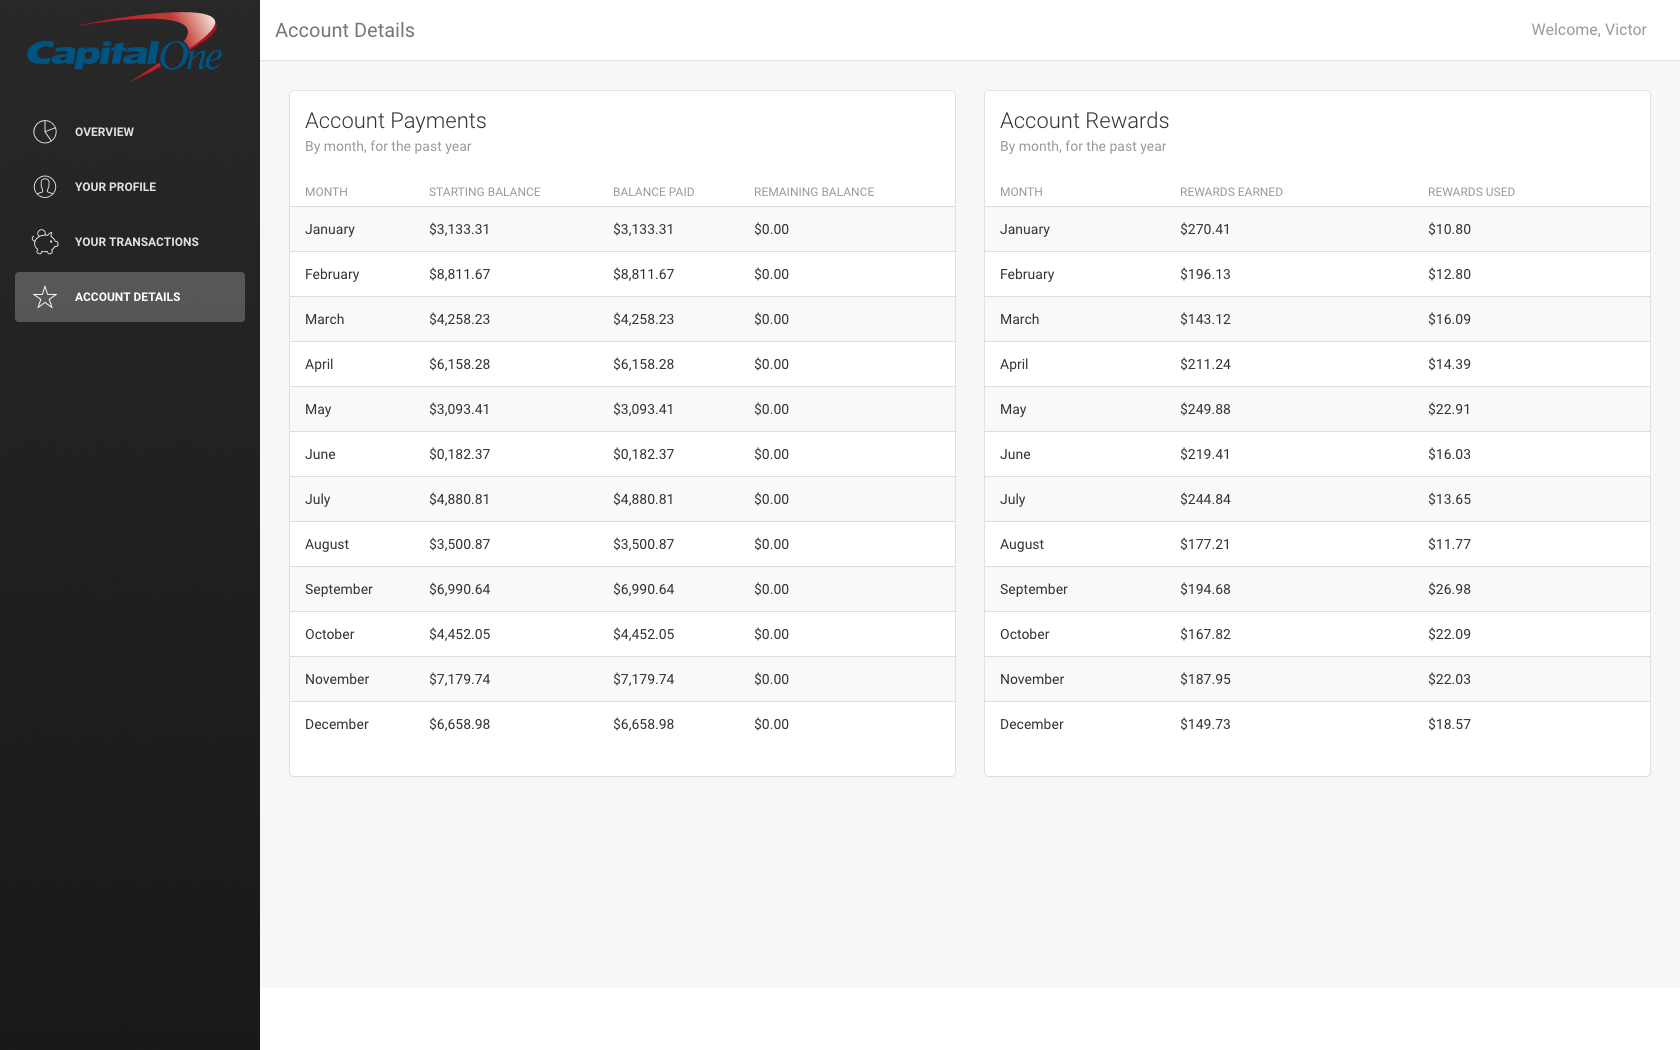 CapitalOne
OVERVIEW
YOUR PROFILE
YOUR TRANSACTIONS
ACCOUNT DETAILS
Account Details
Welcome, Victor
Account Payments
By month, for the past year
MONTH STARTING BALANCE BALANCE PAID REMAINING BALANCE
January $3,133.31 $3,133.31 $0.00
February $8,811.67 $8,811.67 $0.00
March $4,258.23 $4,258.23 $0.00
April $6,158.28 $6,158.28 $0.00
May $3,093.41 $3,093.41 $0.00
June $0,182.37 $0,182.37 $0.00
July $4,880.81 $4,880.81 $0.00
August $3,500.87 $3,500.87 $0.00
September $6,990.64 $6,990.64 $0.00
October $4,452.05 $4,452.05 $0.00
November $7,179.74 $7,179.74 $0.00
December $6,658.98 $6,658.98 $0.00
Account Rewards
By month, for the past year
MONTH REWARDS EARNED REWARDS USED
January $270.41 $10.80
February $196.13 $12.80
March $143.12 $16.09
April $211.24 $14.39
May $249.88 $22.91
June $219.41 $16.03
July $244.84 $13.65
August $177.21 $11.77
September $194.68 $26.98
October $167.82 $22.09
November $187.95 $22.03
December $149.73 $18.57